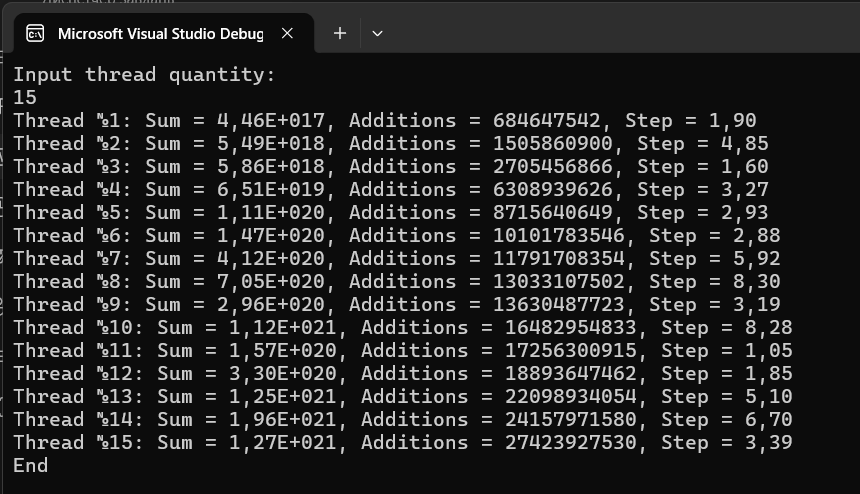 Microsoft Visual Studio Debug
Input thread quantity:
15
Thread №1: Sum = 4,46E+017, Additions = 684647542, Step = 1,90
Thread №2: Sum = 5,49E+018, Additions = 1505860900, Step = 4,85
Thread №3: Sum = 5,86E+018, Additions = 2705456866, Step = 1,60
Thread №4: Sum = 6,51E+019, Additions = 6308939626, Step = 3,27
Thread №5: Sum = 1,11E+020, Additions = 8715640649, Step = 2,93
Thread №6: Sum = 1,47E+020, Additions = 10101783546, Step = 2,88
Thread №7: Sum = 4,12E+020, Additions = 11791708354, Step = 5,92
Thread №8: Sum = 7,05E+020, Additions = 13033107502, Step = 8,30
Thread №9: Sum = 2,96E+020, Additions = 13630487723, Step = 3,19
Thread №10: Sum = 1,12E+021, Additions = 16482954833, Step = 8,28
Thread №11: Sum = 1,57E+020, Additions = 17256300915, Step = 1,05
Thread №12: Sum = 3,30E+020, Additions = 18893647462, Step = 1,85
Thread №13: Sum = 1,25E+021, Additions = 22098934054, Step = 5,10
Thread №14: Sum = 1,96E+021, Additions = 24157971580, Step = 6,70
Thread №15: Sum = 1,27E+021, Additions = 27423927530, Step = 3,39
End